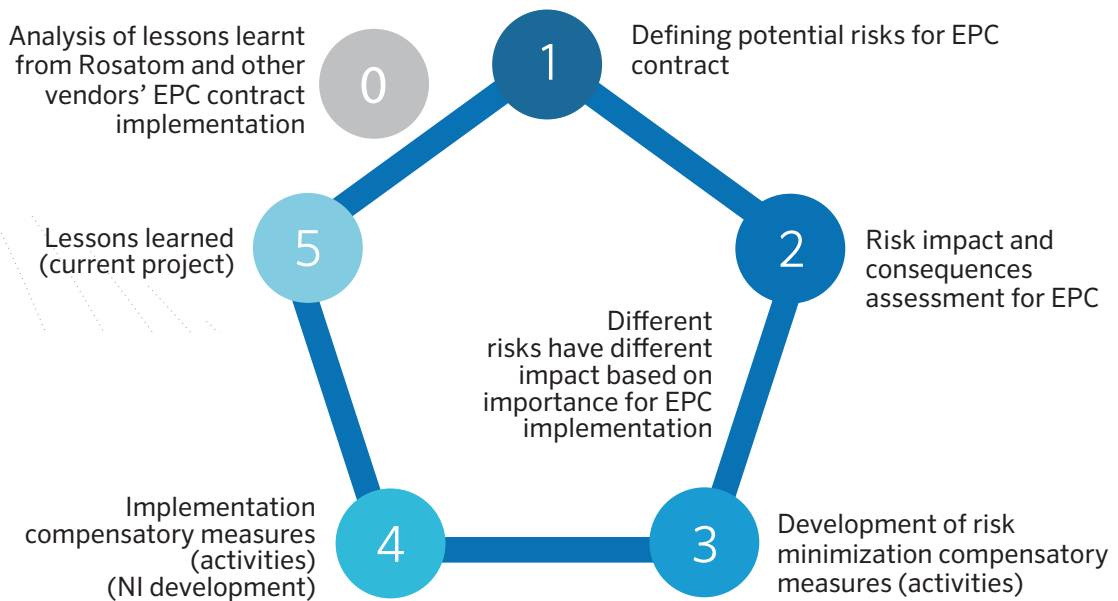 Analysis of lessons learnt
from Rosatom and other
vendors’ EPC contract
implementation
0
1
Defining potential risks for EPC
contract
2
Risk impact and
consequences
assessment for EPC
Different
risks have different
impact based on
importance for EPC
implementation
3
Development of risk
minimization compensatory
measures (activities)
4
Implementation
compensatory measures
(activities)
(NI development)
5
Lessons learned
(current project)